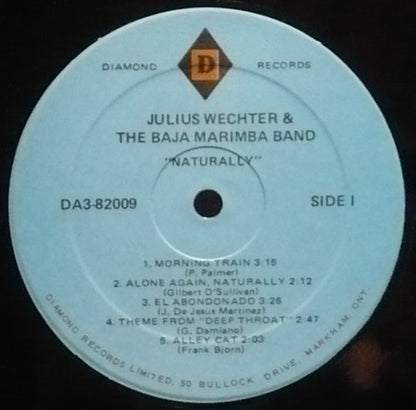 DIAMOND D RECORDS
JULIUS WECHTER &
THE BAJA MARIMBA BAND
"NATURALLY"
DA3-82009 SIDE I
1. MORNING TRAIN 3:15
(P. Palmer)
2. ALONE AGAIN, NATURALLY 2:12
(Gilbert O'Sullivan)
3. EL ABONDONADO 3:26
(J. De Jesus Martinez)
4. THEME FROM "DEEP THROAT" 2:47
(G. Damiano)
5. ALLEY CAT 2:03
(Frank Bjorn)
DIAMOND RECORDS LIMITED, 50 BULLOCK DRIVE, MARKHAM, ONT.